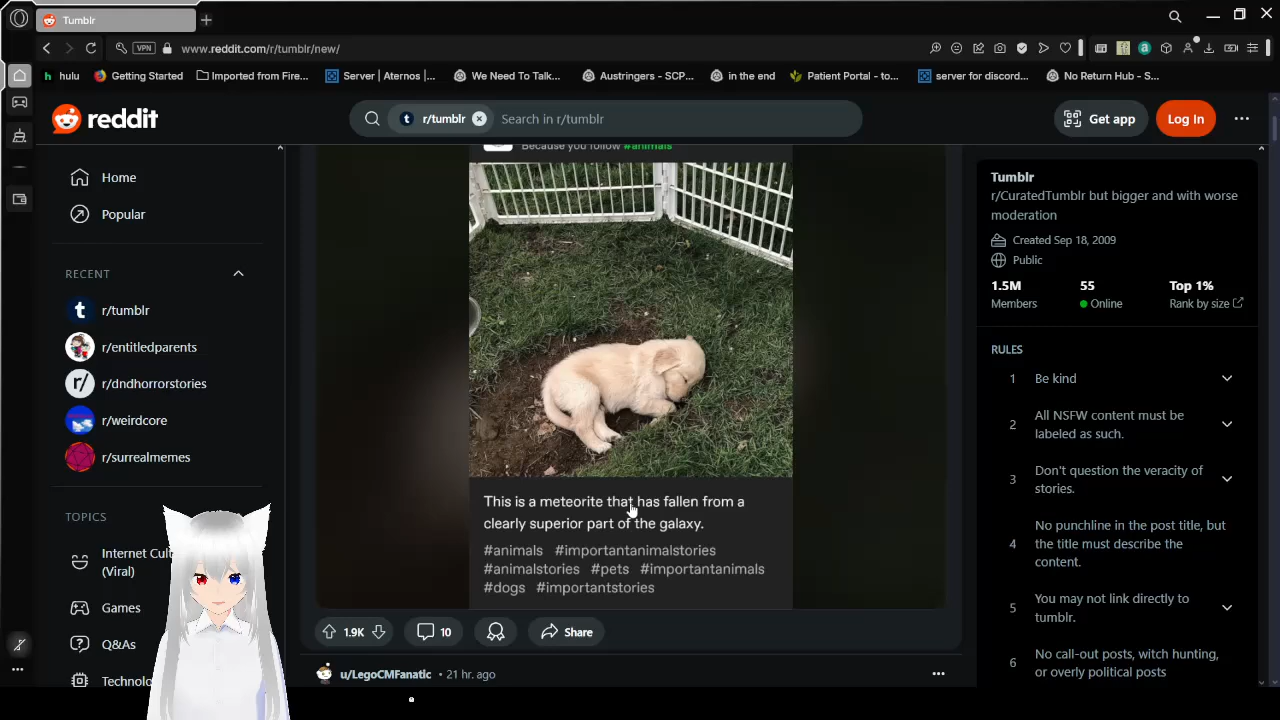 Tumblr
VPN
www.reddit.com/r/tumblr/new/
hulu
Getting Started
Imported from Fire...
Server | Aternos |...
We Need To Talk...
Austringers - SCP...
in the end
Patient Portal - to...
server for discord...
No Return Hub - S...
reddit
r/tumblr
Search in r/tumblr
Get app
Log In
Home
Popular
RECENT
r/tumblr
r/entitledparents
r/dndhorrorstories
r/weirdcore
r/surrealmemes
TOPICS
Internet Cul
(Viral)
Games
Q&As
Technolo
Because you follow #animals
This is a meteorite that has fallen from a
clearly superior part of the galaxy.
#animals #importantanimalstories
#animalstories #pets #importantanimals
#dogs #importantstories
1.9K
10
Share
u/LegoCMFanatic • 21 hr. ago
Tumblr
r/CuratedTumblr but bigger and with worse
moderation
Created Sep 18, 2009
Public
1.5M
55
Top 1%
Members
Online
Rank by size
RULES
1 Be kind
2 All NSFW content must be
labeled as such.
3 Don't question the veracity of
stories.
4 No punchline in the post title, but
the title must describe the
content.
5 You may not link directly to
tumblr.
6 No call-out posts, witch hunting,
or overly political posts